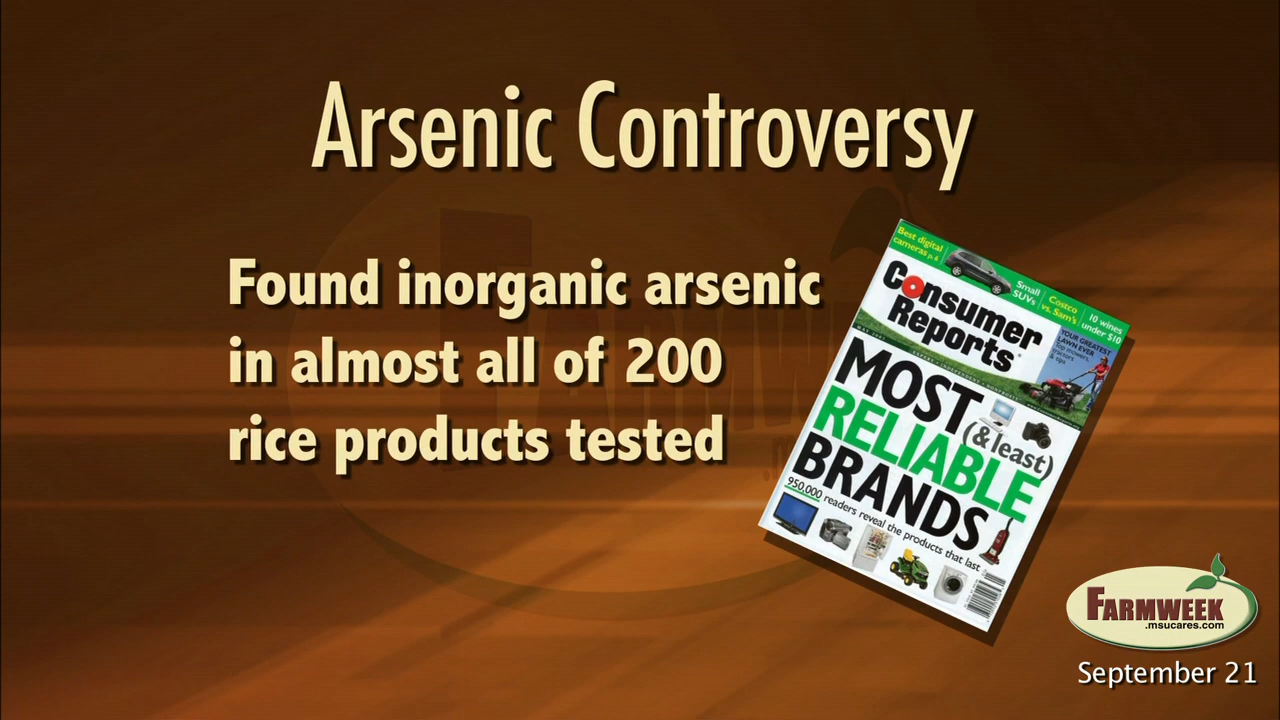 Arsenic Controversy
Found inorganic arsenic
in almost all of 200
rice products tested
Best digital
cameras p. 6
Small
SUVs
Costco
vs. Sam's
10 wines
under $10
Consumer
Reports
YOUR GREATEST
LAWN EVER
MOST
(& least)
RELIABLE
BRANDS
950,000 readers reveal the products that last
FARMWEEK
.msucares.com
September 21